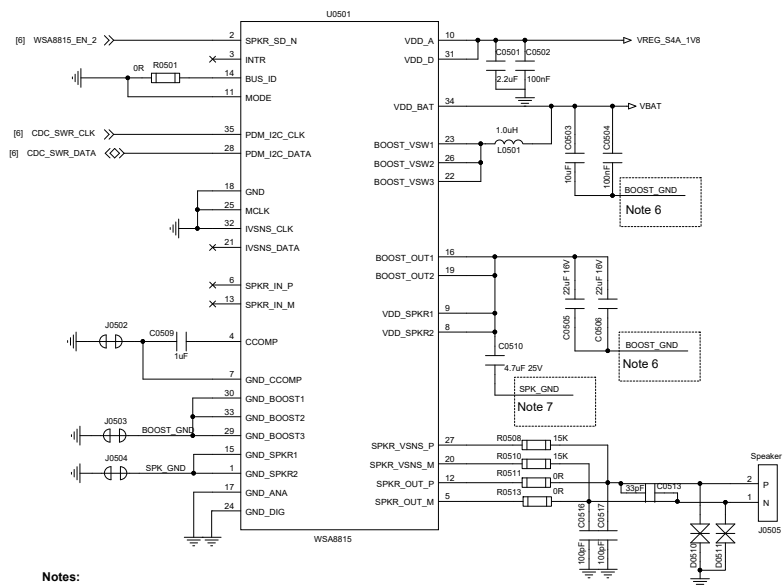 U0501
[6] WSA8815_EN_2
2 SPKR_SD_N
3 INTR
0R R0501
14 BUS_ID
11 MODE
[6] CDC_SWR_CLK
35 PDM_I2C_CLK
[6] CDC_SWR_DATA
28 PDM_I2C_DATA
18 GND
25 MCLK
32 IVSNS_CLK
21 IVSNS_DATA
6 SPKR_IN_P
13 SPKR_IN_M
J0502
C0509
1uF
4 CCOMP
7 GND_CCOMP
30 GND_BOOST1
33 GND_BOOST2
J0503
BOOST_GND
29 GND_BOOST3
15 GND_SPKR1
J0504
SPK_GND
1 GND_SPKR2
17 GND_ANA
24 GND_DIG
WSA8815
VDD_A 10
VREG_S4A_1V8
VDD_D 31
C0501 C0502
2.2uF 100nF
VDD_BAT 34
VBAT
BOOST_VSW1 23
1.0uH
L0501
BOOST_VSW2 26
BOOST_VSW3 22
C0503
10uF
C0504
100nF
BOOST_GND
Note 6
BOOST_OUT1 16
BOOST_OUT2 19
VDD_SPKR1 9
VDD_SPKR2 8
22uF 16V
C0505
22uF 16V
C0506
BOOST_GND
Note 6
C0510
4.7uF 25V
SPK_GND
Note 7
SPKR_VSNS_P 27
R0508 15K
SPKR_VSNS_M 20
R0510 15K
SPKR_OUT_P 12
R0511 0R
SPKR_OUT_M 5
R0513 0R
33pF C0513
C0516
100pF
C0517
100pF
D0510
D0511
Speaker
2 P
1 N
J0505
Notes: